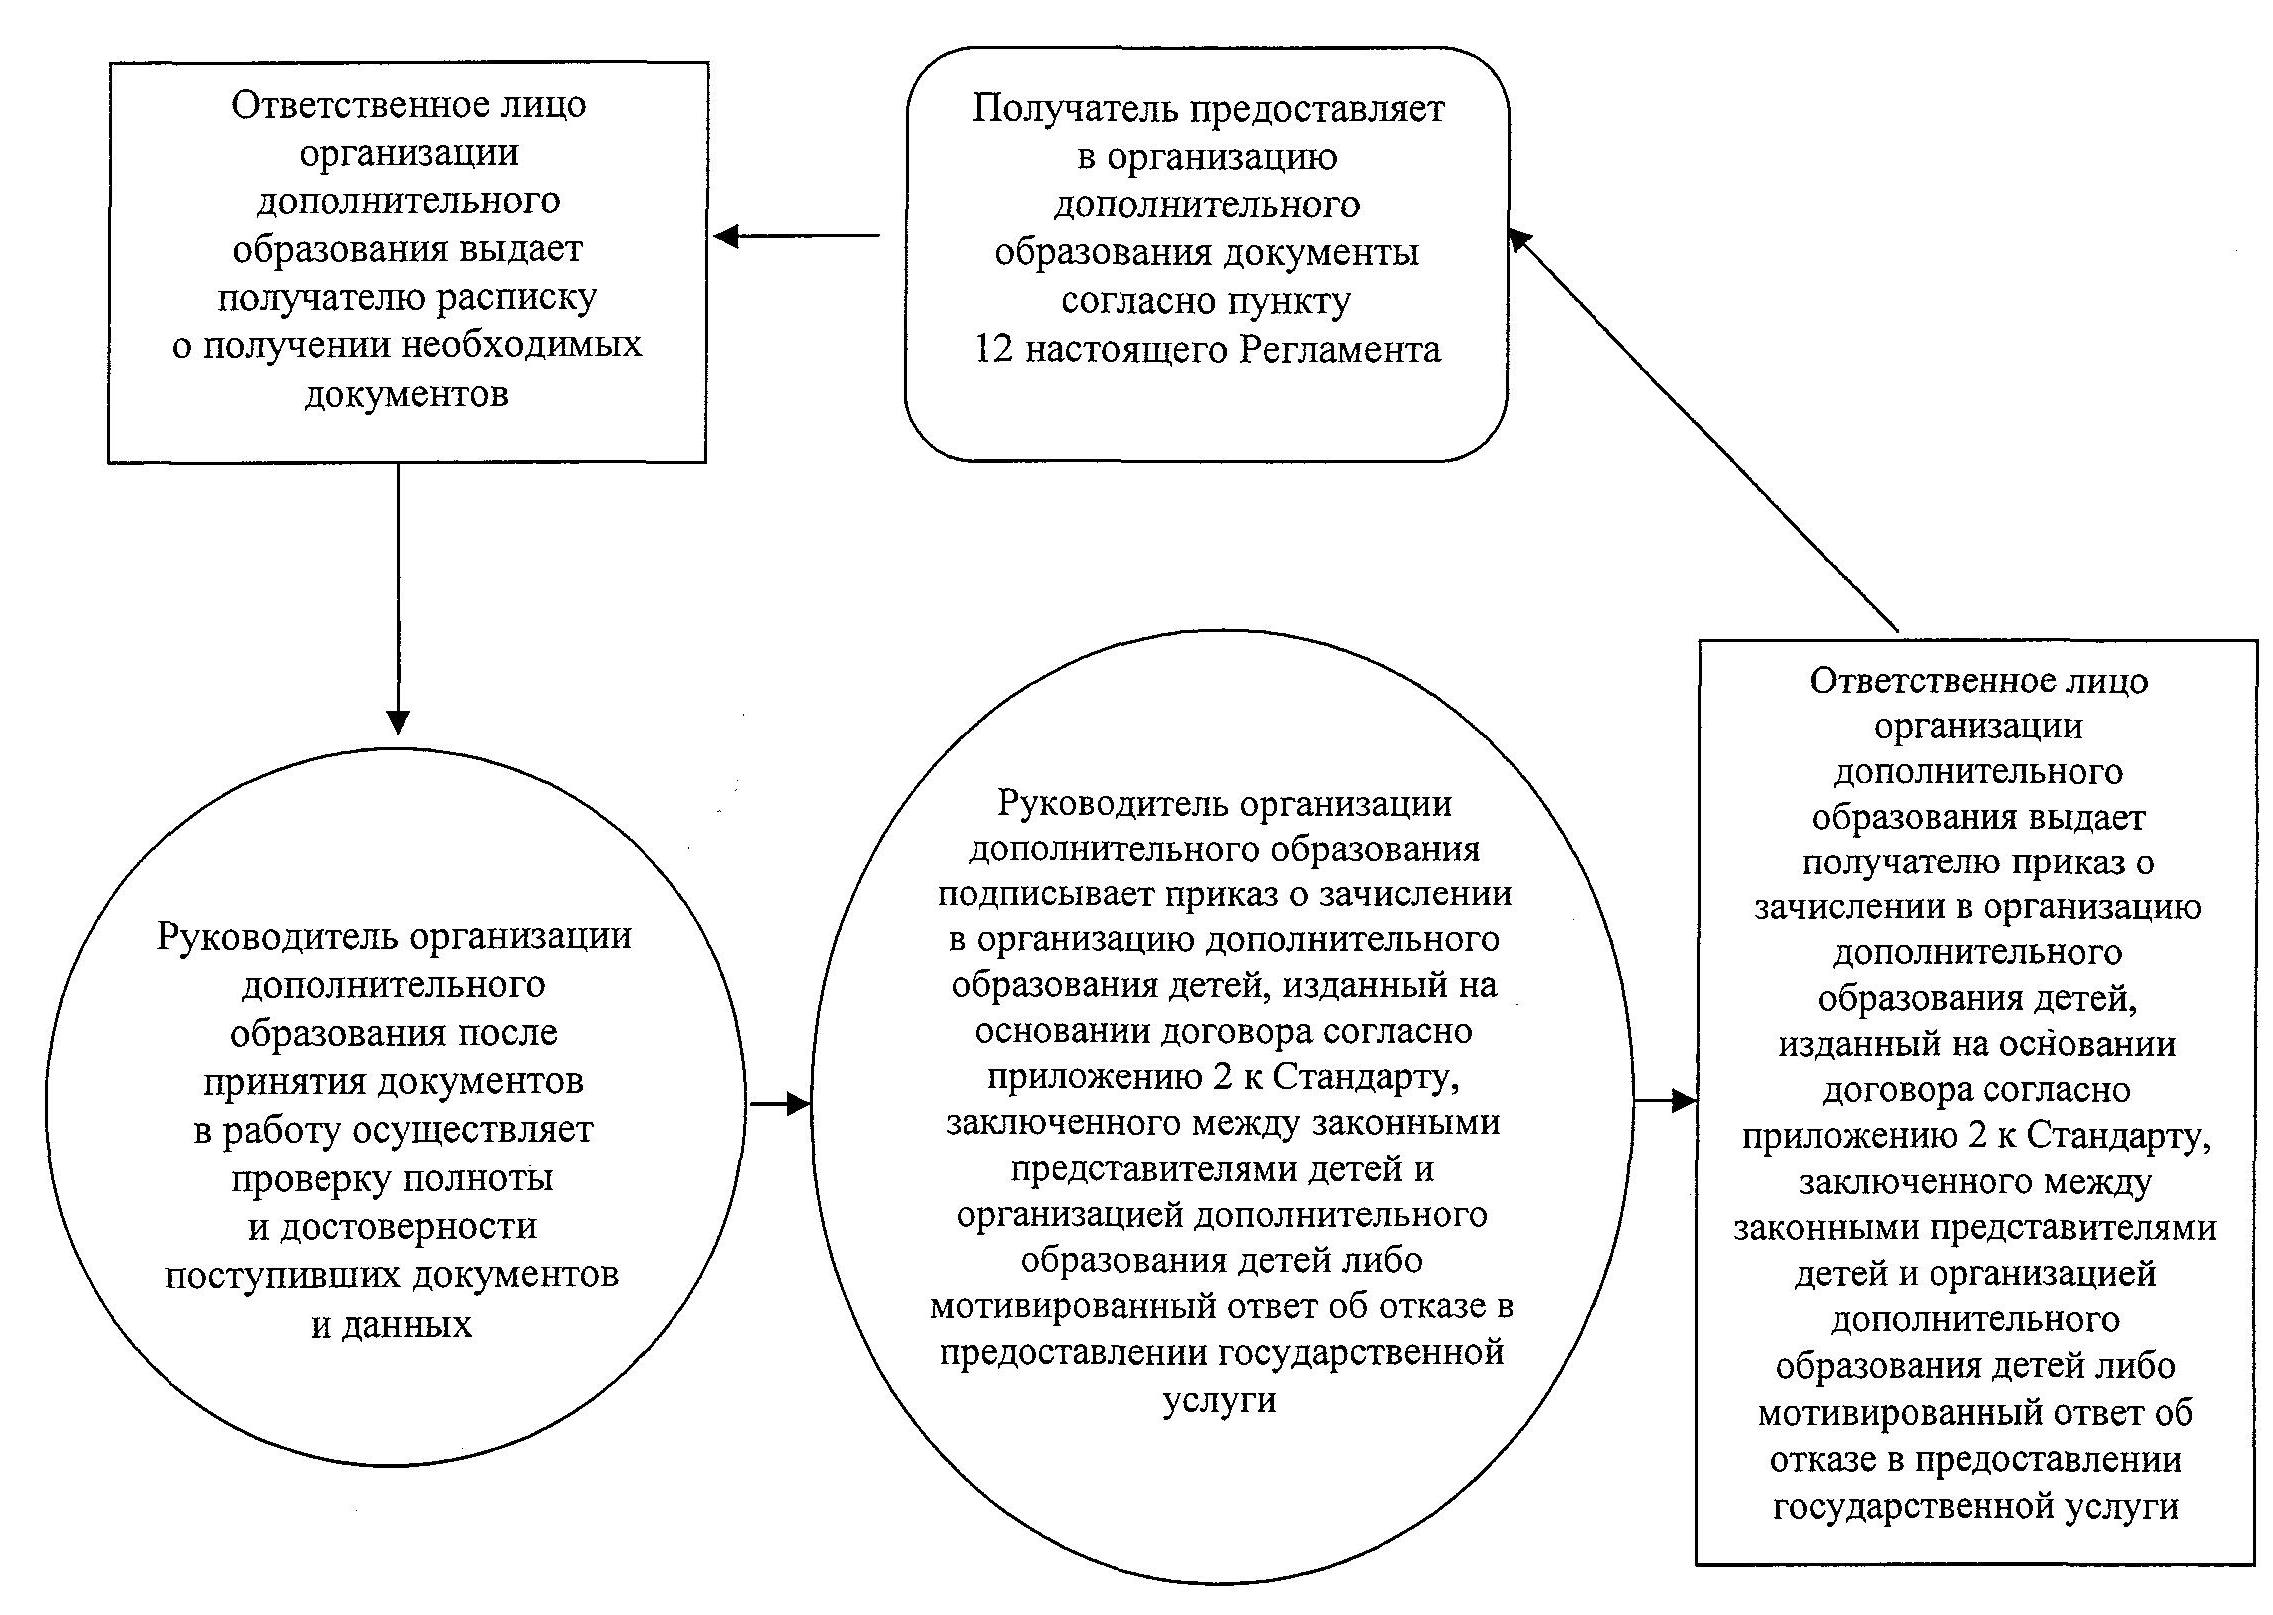 Ответственное лицо
организации
дополнительного
образования выдает
получателю расписку
о получении необходимых
документов
Получатель предоставляет
в организацию
дополнительного
образования документы
согласно пункту
12 настоящего Регламента
Руководитель организации
дополнительного
образования после
принятия документов
в работу осуществляет
проверку полноты
и достоверности
поступивших документов
и данных
Руководитель организации
дополнительного образования
подписывает приказ о зачислении
в организацию дополнительного
образования детей, изданный на
основании договора согласно
приложению 2 к Стандарту,
заключенного между законными
представителями детей и
организацией дополнительного
образования детей либо
мотивированный ответ об отказе в
предоставлении государственной
услуги
Ответственное лицо
организации
дополнительного
образования выдает
получателю приказ о
зачислении в организацию
дополнительного
образования детей,
изданный на основании
договора согласно
приложению 2 к Стандарту,
заключенного между
законными представителями
детей и организацией
дополнительного
образования детей либо
мотивированный ответ об
отказе в предоставлении
государственной услуги